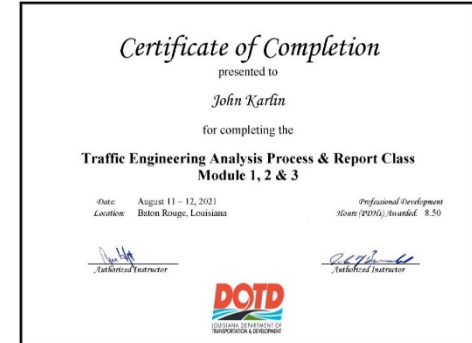 Certificate of Completion
presented to
John Karlin
for completing the
Traffic Engineering Analysis Process & Report Class
Module 1, 2 & 3
Date: August 11 – 12, 2021
Location: Baton Rouge, Louisiana
Professional Development
Hours (PDHs) Awarded: 8.50
Authorized Instructor
Authorized Instructor
DOTD
LOUISIANA DEPARTMENT OF
TRANSPORTATION & DEVELOPMENT